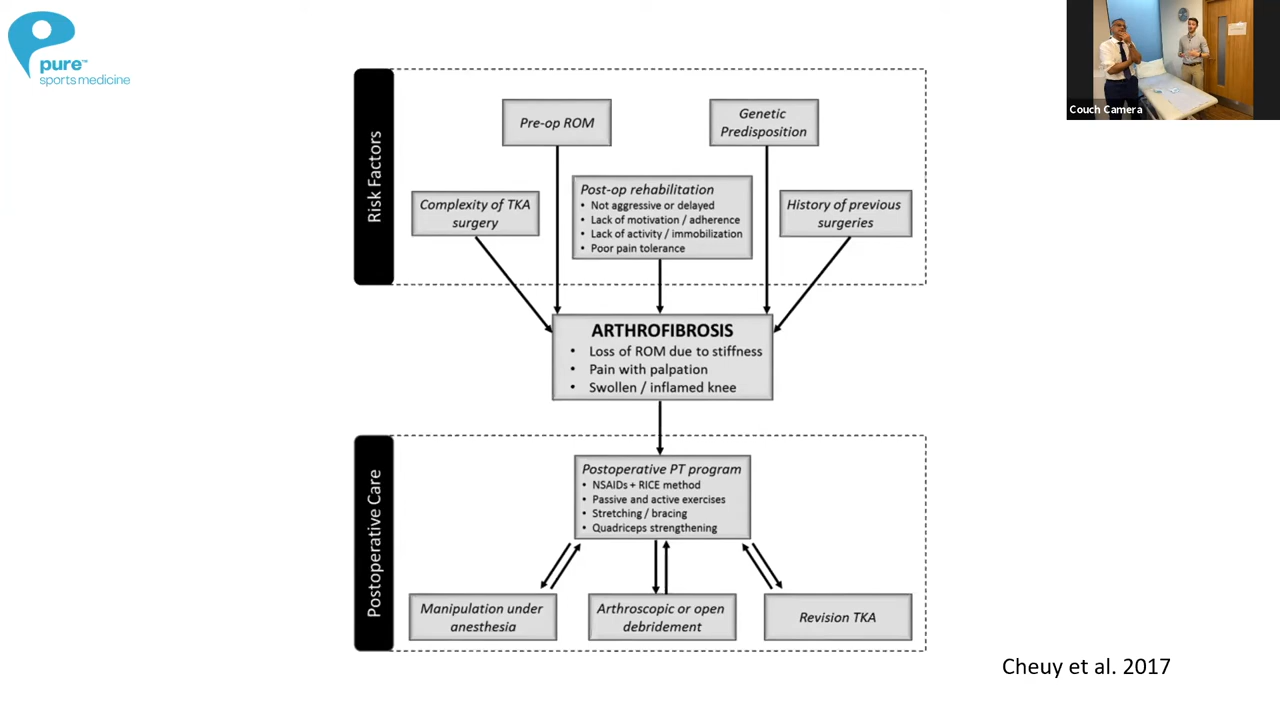 pure™
sports medicine
Couch Camera
Risk Factors
Pre-op ROM
Genetic
Predisposition
Complexity of TKA
surgery
Post-op rehabilitation
• Not aggressive or delayed
• Lack of motivation / adherence
• Lack of activity / immobilization
• Poor pain tolerance
History of previous
surgeries
ARTHROFIBROSIS
• Loss of ROM due to stiffness
• Pain with palpation
• Swollen / inflamed knee
Postoperative Care
Postoperative PT program
• NSAIDs + RICE method
• Passive and active exercises
• Stretching / bracing
• Quadriceps strengthening
Manipulation under
anesthesia
Arthroscopic or open
debridement
Revision TKA
Cheuy et al. 2017